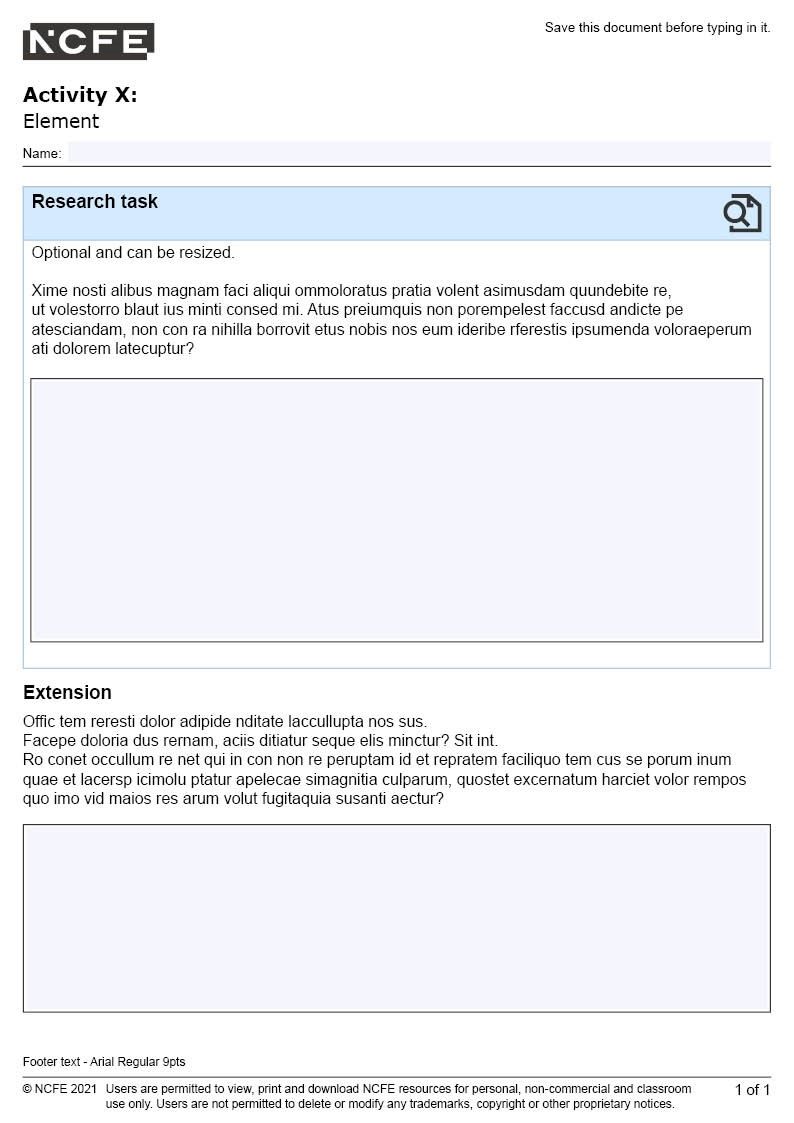 NCFE
Save this document before typing in it.
Activity X:
Element
Name:
Research task
Optional and can be resized.
Xime nosti alibus magnam faci aliqui ommoloratus pratia volent asimusdam quundebite re,
ut volestorro blaut ius minti consed mi. Atus preiumquis non porempelest faccusd andicte pe
atesciandam, non con ra nihilla borrovit etus nobis nos eum ideribe rferestis ipsumenda voloraeperum
ati dolorem latecuptur?
Extension
Offic tem reresti dolor adipide nditate laccullupta nos sus.
Facepe doloria dus rernam, aciis ditiatur seque elis minctur? Sit int.
Ro conet occullum re net qui in con non re peruptam id et repratem faciliquo tem cus se porum inum
quae et lacersp icimolu ptatur apelecae simagnitia culparum, quostet excernatum harciet volor rempos
quo imo vid maios res arum volut fugitaquia susanti aectur?
Footer text - Arial Regular 9pts
© NCFE 2021 Users are permitted to view, print and download NCFE resources for personal, non-commercial and classroom
use only. Users are not permitted to delete or modify any trademarks, copyright or other proprietary notices.
1 of 1